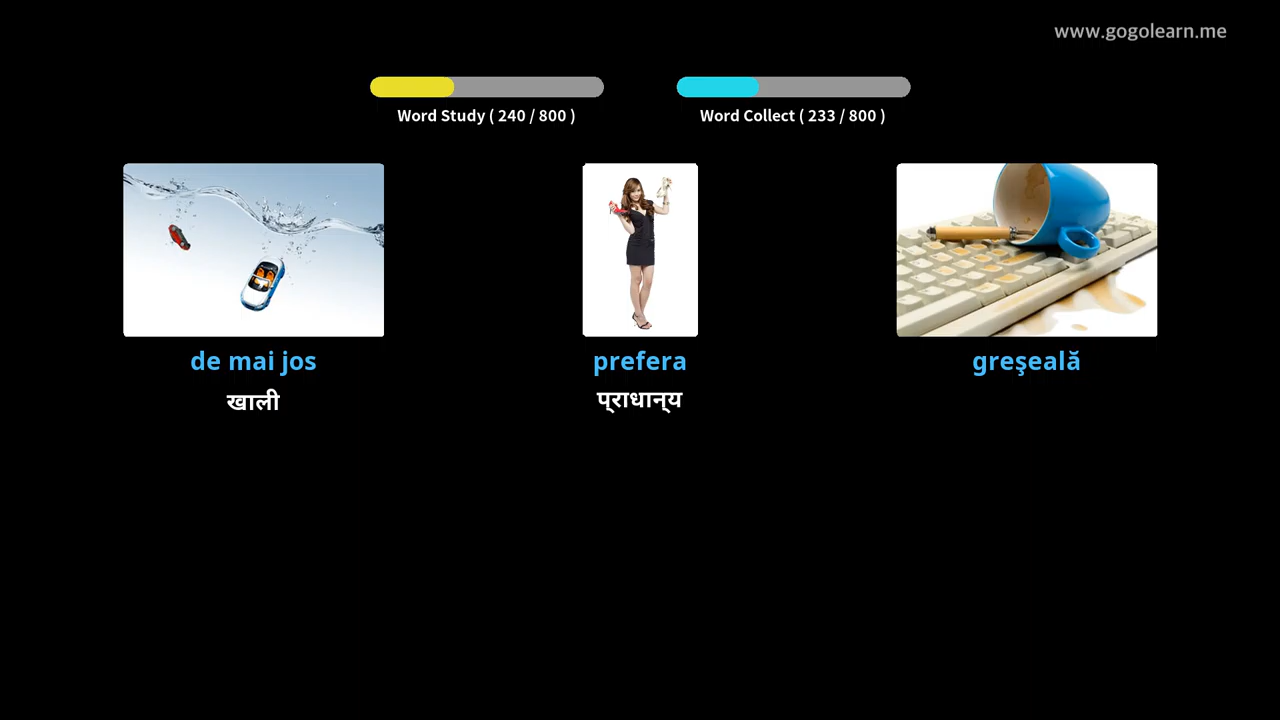 www.gogolearn.me
Word Study ( 240 / 800 )
Word Collect ( 233 / 800 )
de mai jos
prefera
greşeală
खाली
प्राधान्य